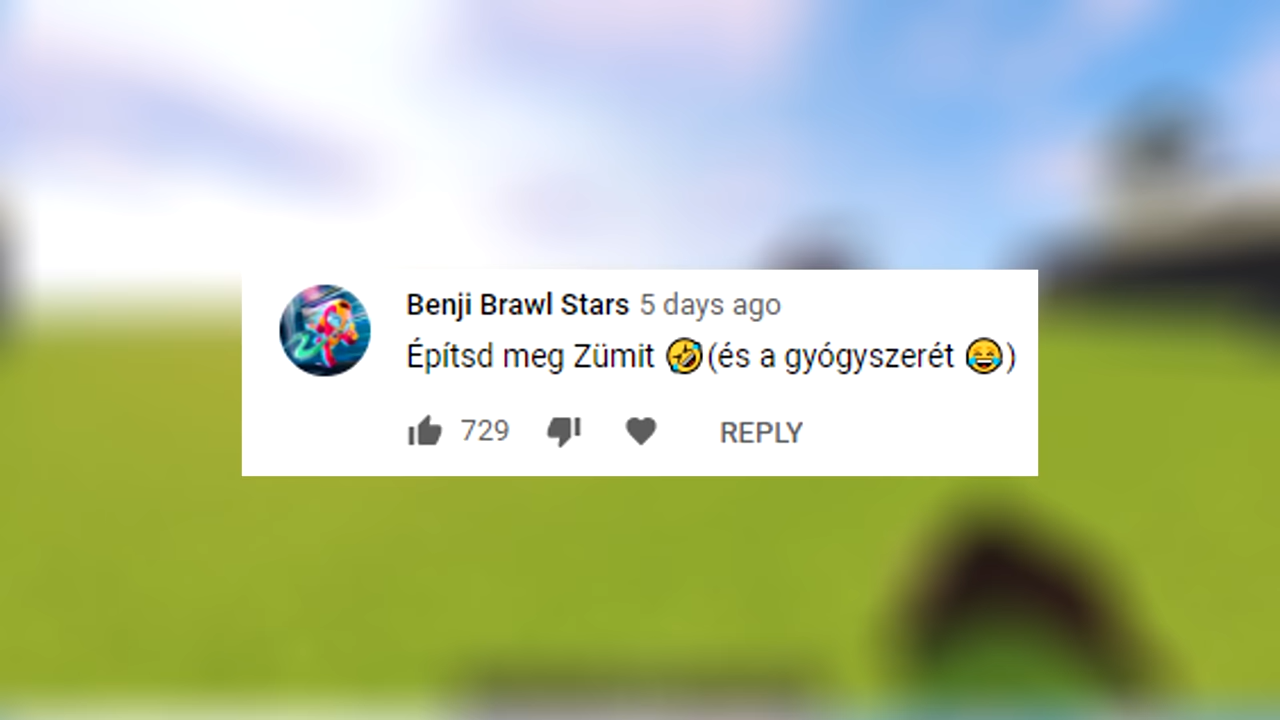 Benji Brawl Stars 5 days ago
Építsd meg Zümit 🤣(és a gyógyszerét 😂)
729 REPLY